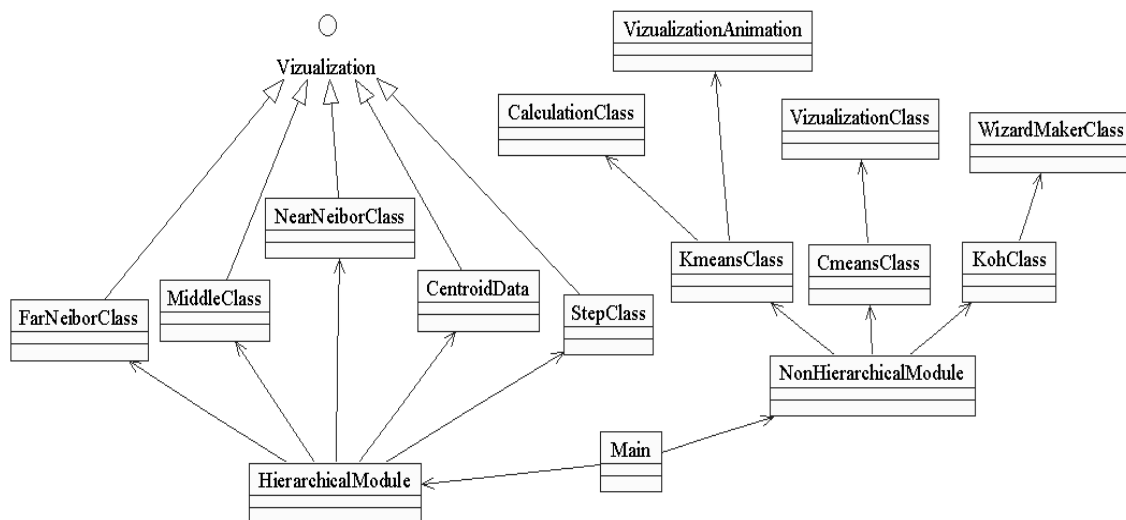 VizualizationAnimation
Vizualization
CalculationClass
VizualizationClass
WizardMakerClass
NearNeiborClass
KmeansClass
CmeansClass
KohClass
FarNeiborClass
MiddleClass
CentroidData
StepClass
NonHierarchicalModule
Main
HierarchicalModule